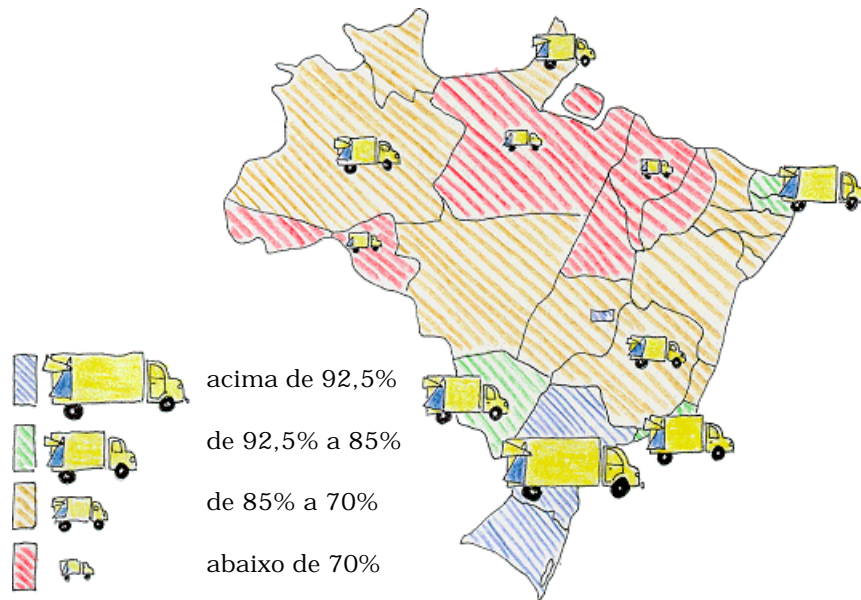 acima de 92,5%
de 92,5% a 85%
de 85% a 70%
abaixo de 70%